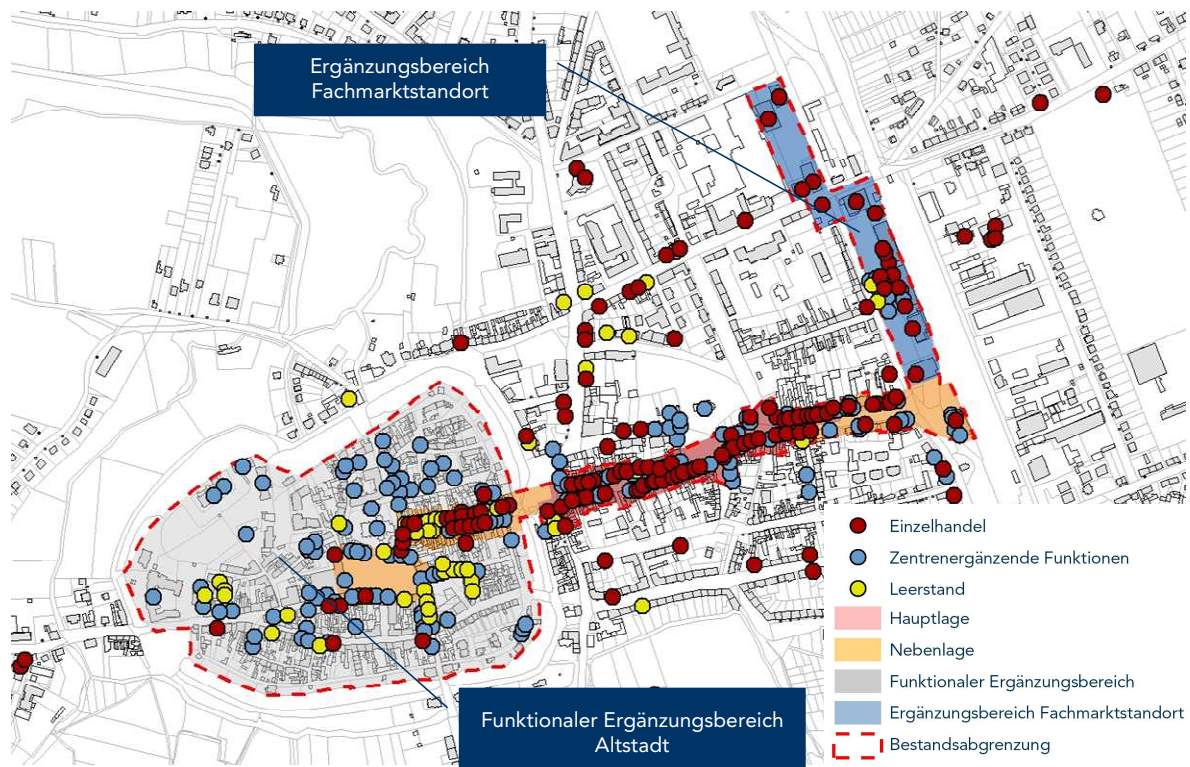 Ergänzungsbereich
Fachmarktstandort
Einzelhandel
Zentrenergänzende Funktionen
Leerstand
Hauptlage
Nebenlage
Funktionaler Ergänzungsbereich
Ergänzungsbereich Fachmarktstandort
Bestandsabgrenzung
Funktionaler Ergänzungsbereich
Altstadt